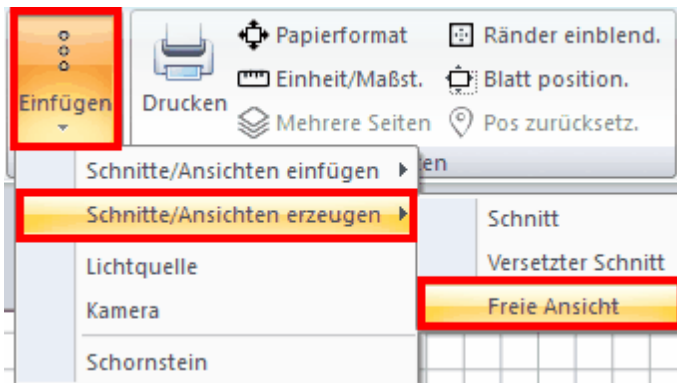 Einfügen
Drucken
Papierformat
Einheit/Maßst.
Mehrere Seiten
Ränder einblend.
Blatt position.
Pos zurücksetz.
en
Schnitte/Ansichten einfügen
Schnitte/Ansichten erzeugen
Lichtquelle
Kamera
Schornstein
Schnitt
Versetzter Schnitt
Freie Ansicht